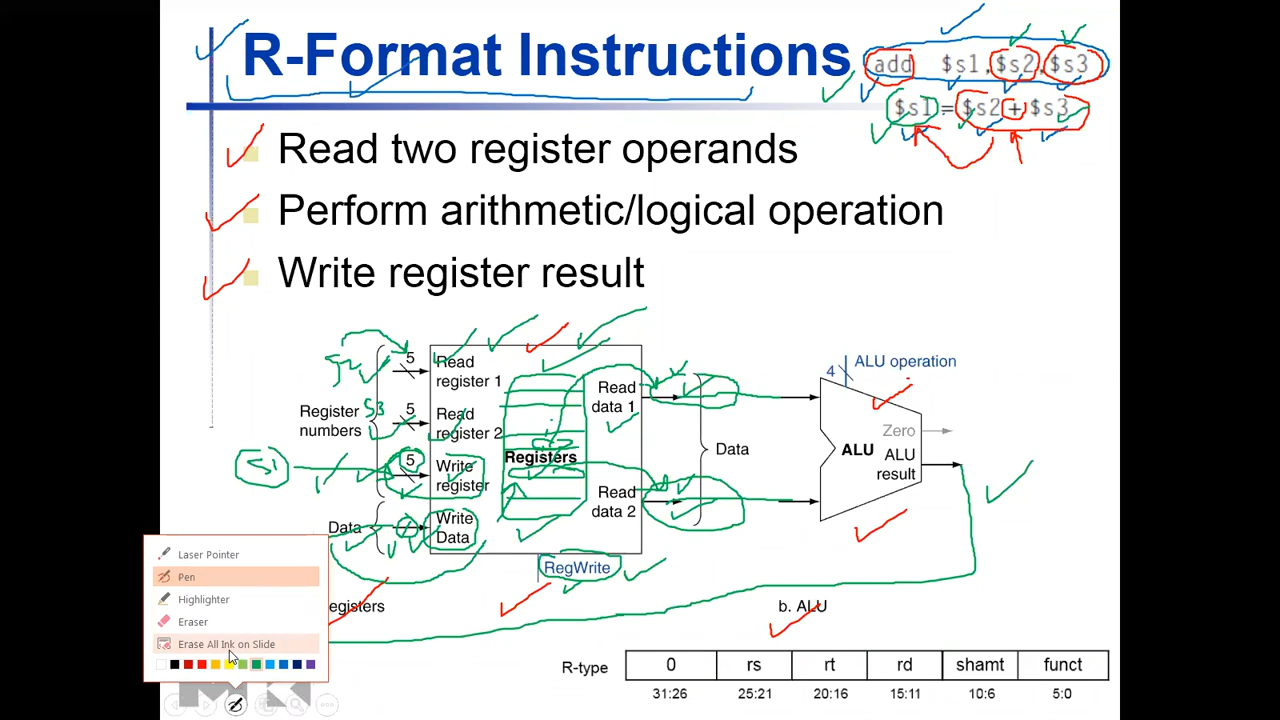 R-Format Instructions
add $s1,$s2,$s3
$s1 = $s2 + $s3
Read two register operands
Perform arithmetic/logical operation
Write register result
Register
numbers
Data
5
5
5
S3
S1
Read
register 1
Read
register 2
Write
register
Write
Data
Registers
Read
data 1
Read
data 2
RegWrite
Data
4
ALU operation
Zero
ALU
ALU
result
egisters
b. ALU
Laser Pointer
Pen
Highlighter
Eraser
Erase All Ink on Slide
R-type
0 rs rt rd shamt funct
31:26 25:21 20:16 15:11 10:6 5:0